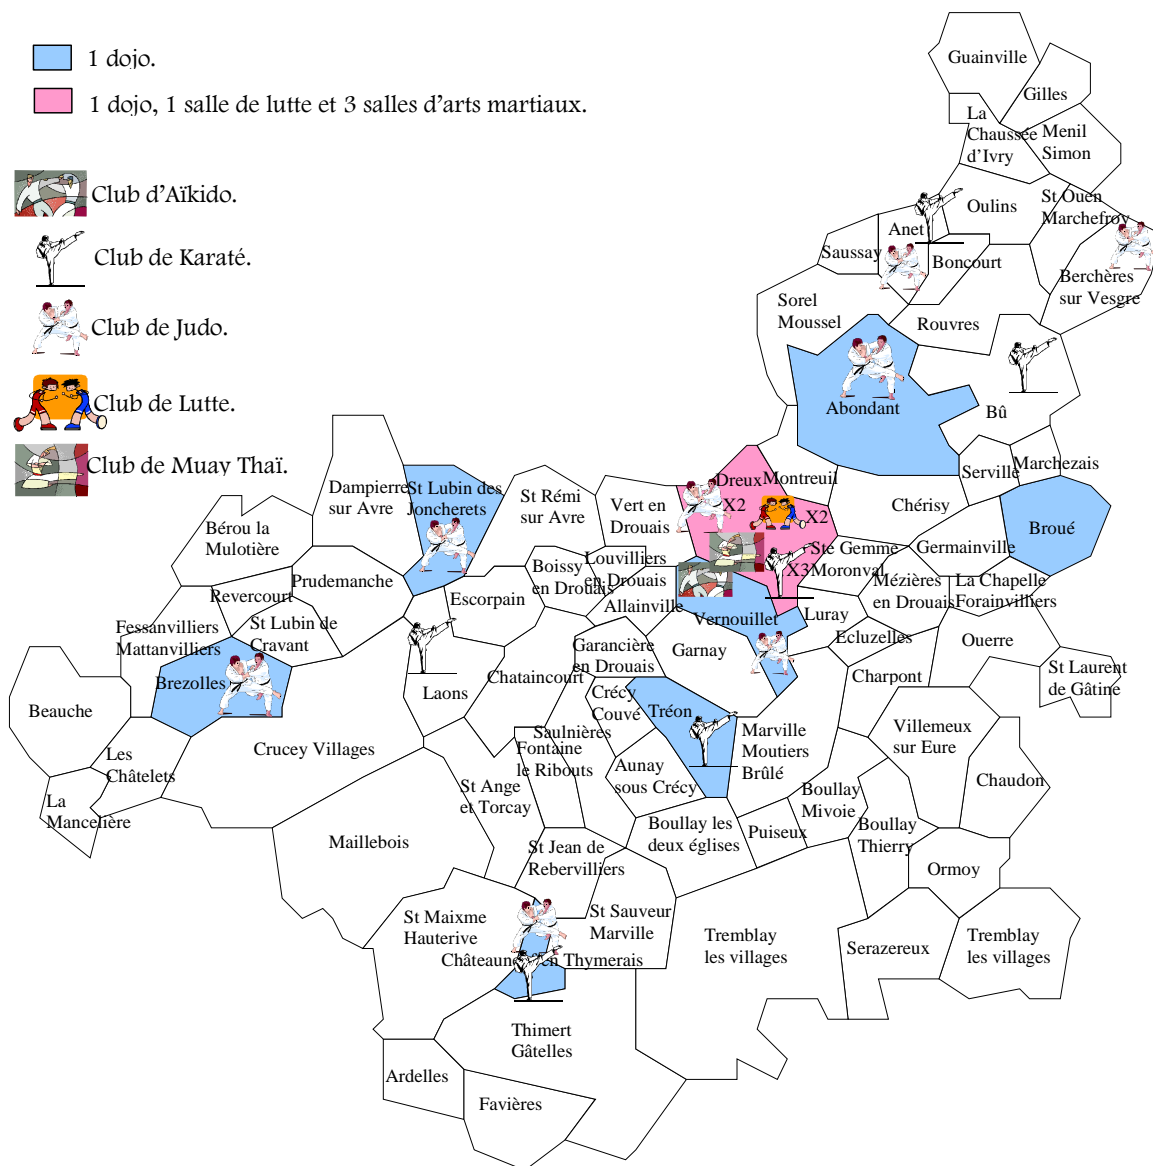 1 dojo.
1 dojo, 1 salle de lutte et 3 salles d'arts martiaux.
Club d'Aïkido.
Club de Karaté.
Club de Judo.
Club de Lutte.
Club de Muay Thaï.
Guainville
Gilles
La
Chaussée
d'Ivry
Menil
Simon
Oulins
St Ouen
Marchefroy
Anet
Saussay
Boncourt
Berchères
sur Vesgre
Sorel
Moussel
Rouvres
Abondant
Bû
Serville
Marchezais
Broué
Chérisy
Germainville
Dreux
X2
Montreuil
X2
X3
Ste Gemme
Moronval
Mézières
en Drouais
La Chapelle
Forainvilliers
Dampierre
sur Avre
St Lubin des
Joncherets
St Rémi
sur Avre
Vert en
Drouais
Bérou la
Mulotière
Prudemanche
Revercourt
Louvilliers
en Drouais
Boissy
en Drouais
Escorpain
Allainville
Vernouillet
Luray
Ecluzelles
Ouerre
St Laurent
de Gâtine
Fessanvilliers
Mattanvilliers
St Lubin de
Cravant
Garancière
en Drouais
Garnay
Charpont
Brezolles
Beauche
Laons
Chataincourt
Crécy
Couvé
Tréon
Marville
Moutiers
Brûlé
Villemeux
sur Eure
Chaudon
Les
Châtelets
Crucey Villages
Saulnières
Fontaine
le Ribouts
Aunay
sous Crécy
La
Mancelière
St Ange
et Torcay
Boullay
Mivoie
Boullay
Thierry
Maillebois
Boullay les
deux églises
Puiseux
St Jean de
Rebervilliers
Ormoy
St Maixme
Hauterive
St Sauveur
Marville
Tremblay
les villages
Serazereux
Tremblay
les villages
en Thymerais
Thimert
Gâtelles
Ardelles
Favières